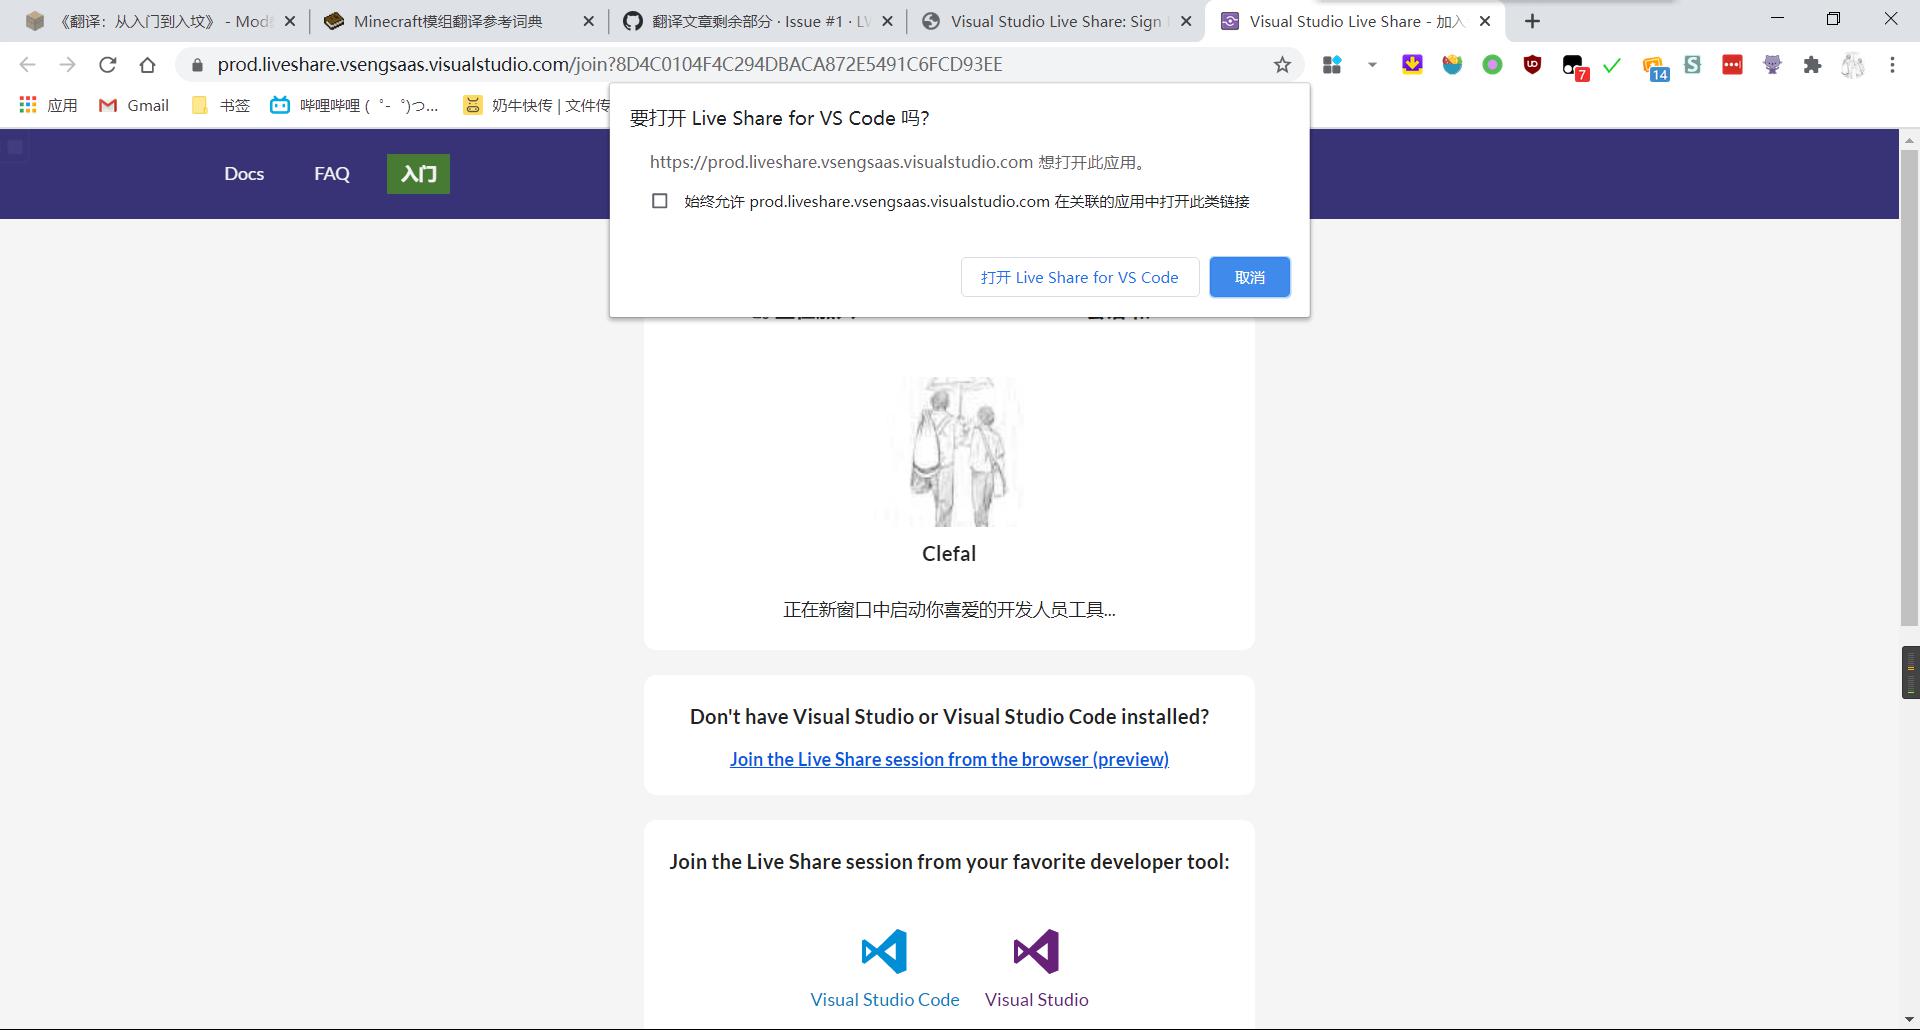 《翻译：从入门到入坟》 - Mod
Minecraft模组翻译参考词典
翻译文章剩余部分 · Issue #1 · LV
Visual Studio Live Share: Sign
Visual Studio Live Share - 加入
prod.liveshare.vsengsaas.visualstudio.com/join?8D4C0104F4C294DBACA872E5491C6FCD93EE
7
14
应用
Gmail
书签
哔哩哔哩 (゜-゜)つ...
奶牛快传 | 文件传
要打开 Live Share for VS Code 吗？
https://prod.liveshare.vsengsaas.visualstudio.com 想打开此应用。
始终允许 prod.liveshare.vsengsaas.visualstudio.com 在关联的应用中打开此类链接
打开 Live Share for VS Code
取消
Docs
FAQ
入门
Clefal
正在新窗口中启动你喜爱的开发人员工具...
Don't have Visual Studio or Visual Studio Code installed?
Join the Live Share session from the browser (preview)
Join the Live Share session from your favorite developer tool:
Visual Studio Code
Visual Studio